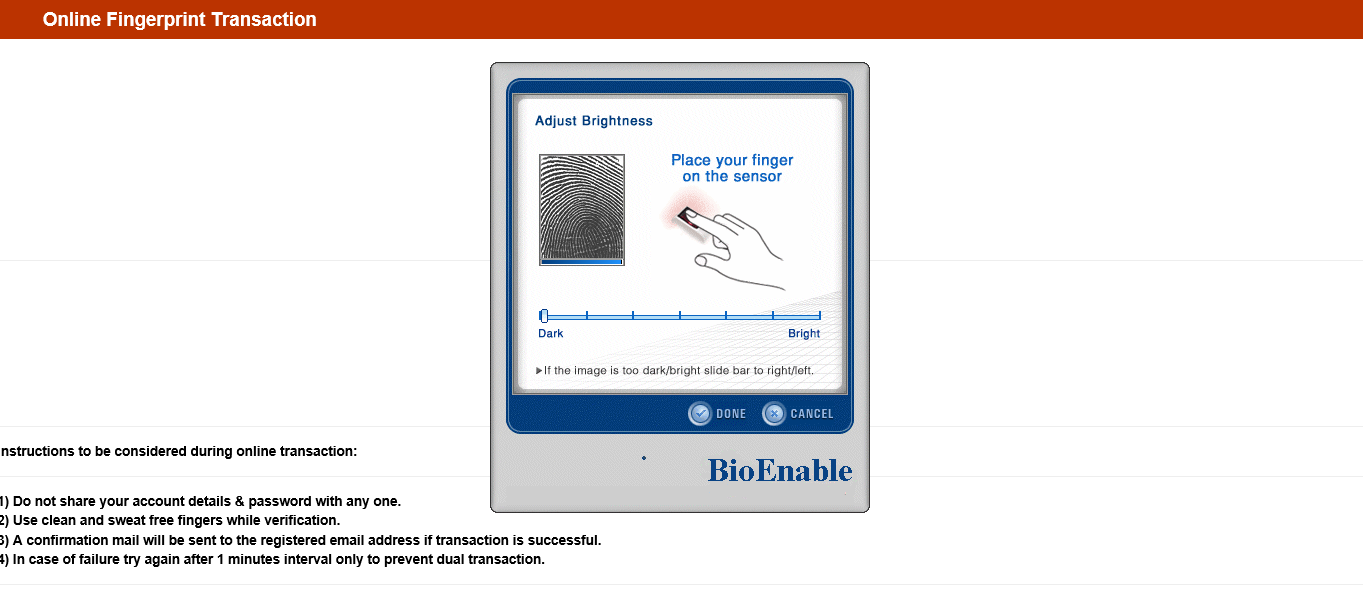 Online Fingerprint Transaction
Adjust Brightness
Place your finger
on the sensor
Dark
Bright
If the image is too dark/bright slide bar to right/left.
DONE
CANCEL
BioEnable
nstructions to be considered during online transaction:
1) Do not share your account details & password with any one.
2) Use clean and sweat free fingers while verification.
3) A confirmation mail will be sent to the registered email address if transaction is successful.
4) In case of failure try again after 1 minutes interval only to prevent dual transaction.